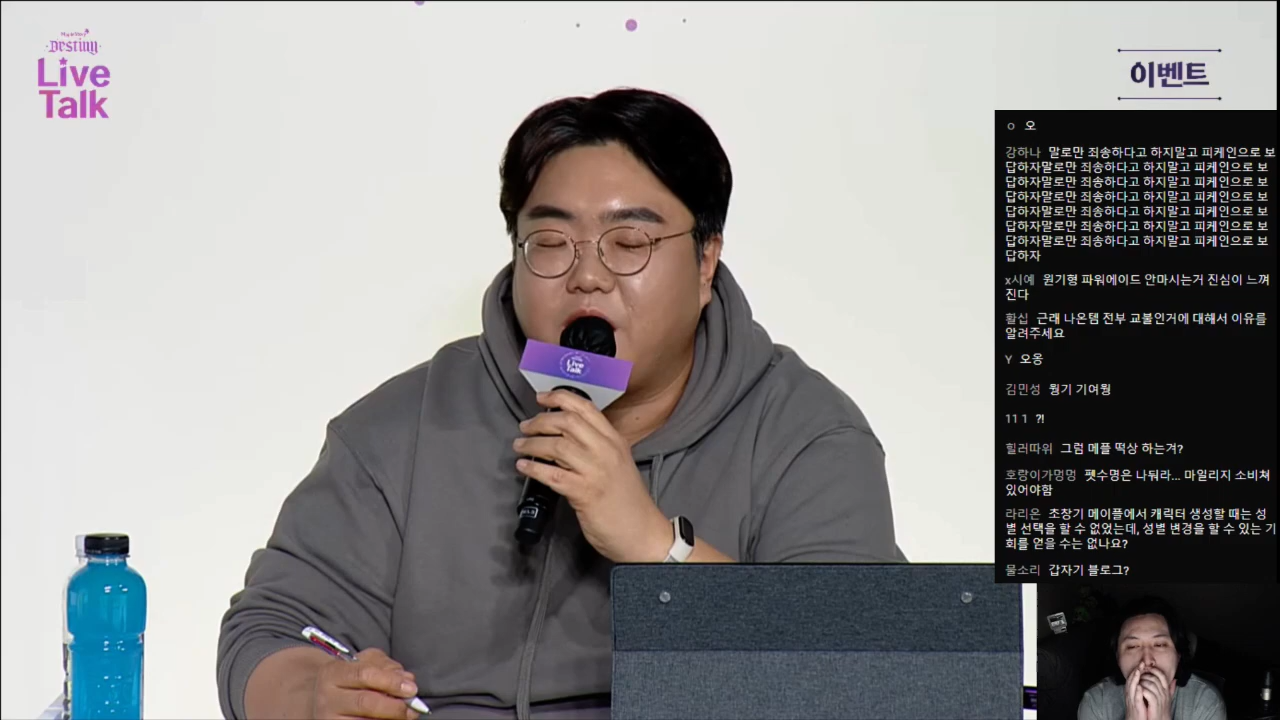 MapleStory
Destiny
Live
Talk
이벤트
ㅇ 오
강하나 말로만 죄송하다고 하지말고 피케인으로 보
답하자말로만 죄송하다고 하지말고 피케인으로 보
답하자말로만 죄송하다고 하지말고 피케인으로 보
답하자말로만 죄송하다고 하지말고 피케인으로 보
답하자말로만 죄송하다고 하지말고 피케인으로 보
답하자말로만 죄송하다고 하지말고 피케인으로 보
답하자말로만 죄송하다고 하지말고 피케인으로 보
답하자
x시예 원기형 파워에이드 안마시는거 진심이 느껴
진다
활십 근래 나온템 전부 교불인거에 대해서 이유를
알려주세요
Y 오옹
김민성 웡기 기여웡
11 1 ?!
힐러따위 그럼 메플 떡상 하는겨?
호랑이가멍멍 펫수명은 나둬라... 마일리지 소비쳐
있어야함
라리온 초창기 메이플에서 캐릭터 생성할 때는 성
별 선택을 할 수 없었는데, 성별 변경을 할 수 있는 기
회를 얻을 수는 없나요?
물소리 갑자기 블로그?
Live
Talk